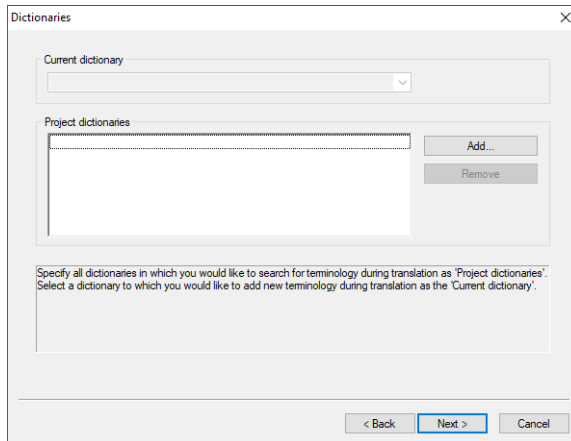 Dictionaries
Current dictionary
Project dictionaries
Add...
Remove
Specify all dictionaries in which you would like to search for terminology during translation as 'Project dictionaries'.
Select a dictionary to which you would like to add new terminology during translation as the 'Current dictionary'.
< Back
Next >
Cancel